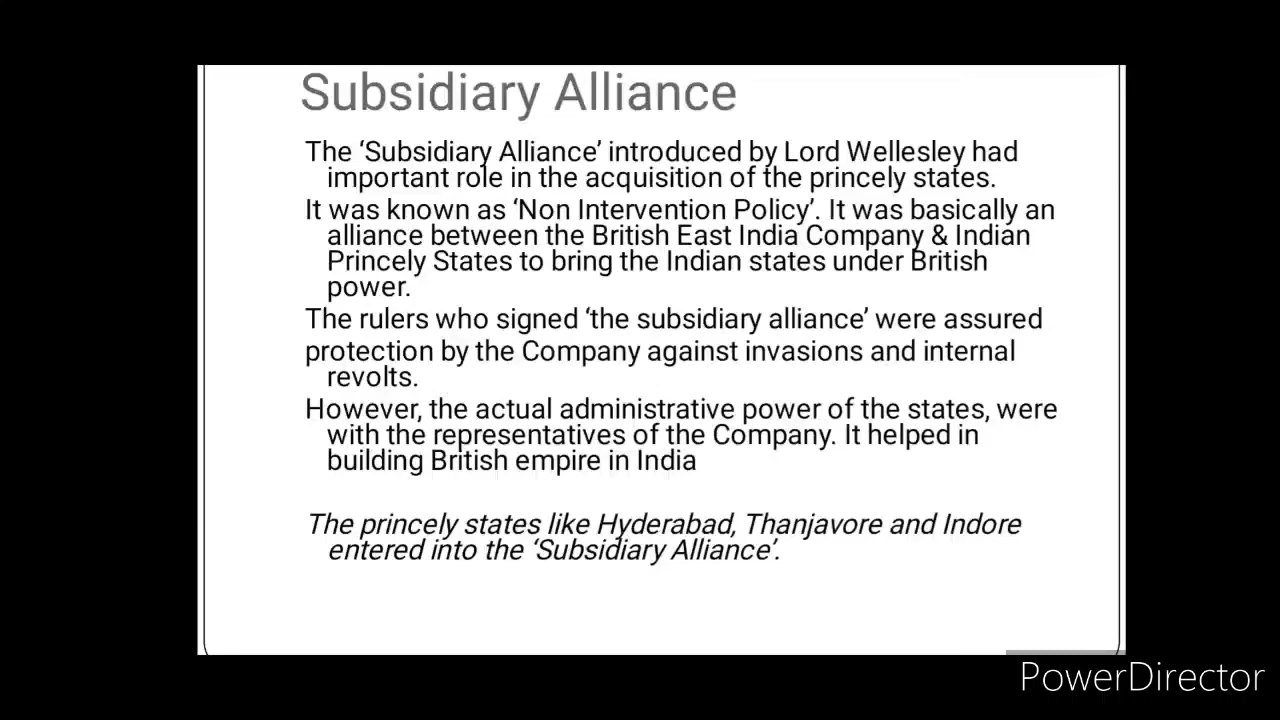 Subsidiary Alliance
The ‘Subsidiary Alliance’ introduced by Lord Wellesley had
important role in the acquisition of the princely states.
It was known as ‘Non Intervention Policy’. It was basically an
alliance between the British East India Company & Indian
Princely States to bring the Indian states under British
power.
The rulers who signed ‘the subsidiary alliance’ were assured
protection by the Company against invasions and internal
revolts.
However, the actual administrative power of the states, were
with the representatives of the Company. It helped in
building British empire in India
The princely states like Hyderabad, Thanjavore and Indore
entered into the ‘Subsidiary Alliance’.
PowerDirector